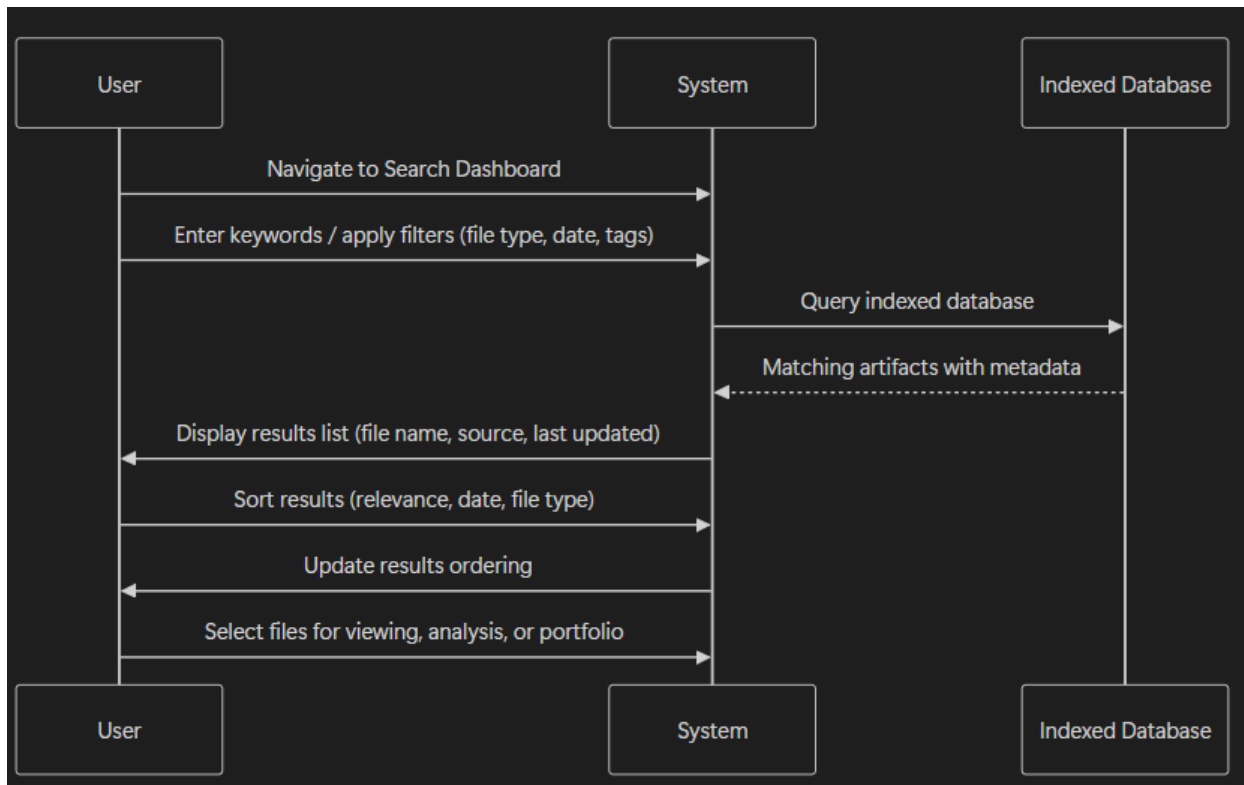 User
System
Indexed Database
Navigate to Search Dashboard
Enter keywords / apply filters (file type, date, tags)
Query indexed database
Matching artifacts with metadata
Display results list (file name, source, last updated)
Sort results (relevance, date, file type)
Update results ordering
Select files for viewing, analysis, or portfolio
User
System
Indexed Database